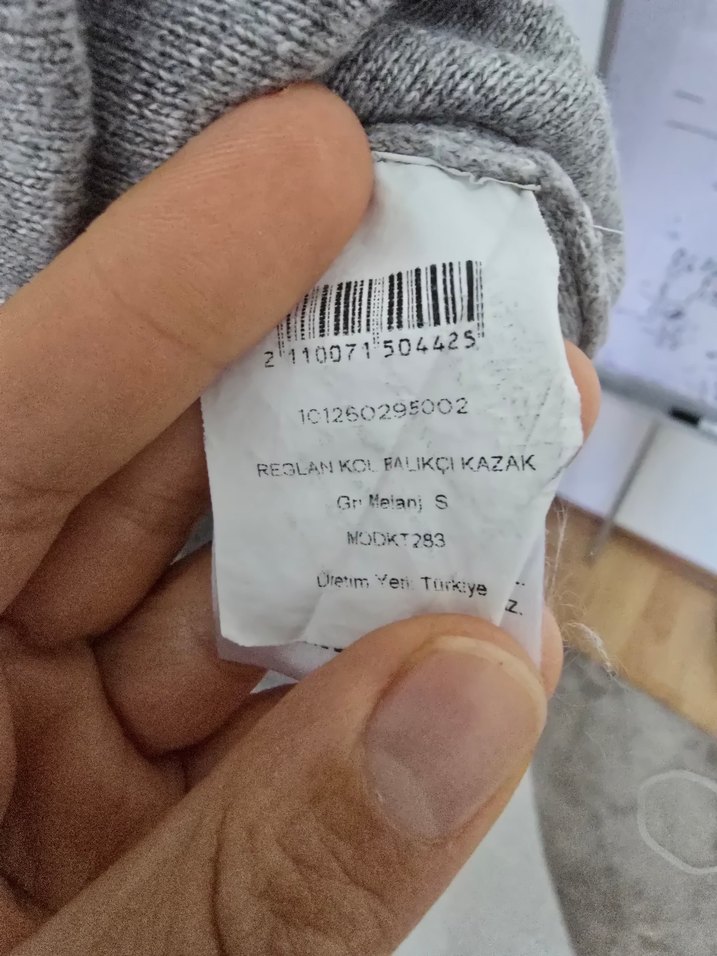 2 110071 504425
101260295002
REGLAN KOL BALIKÇI KAZAK
Gri Melanj S
MODKT283
Üretim Yeri: Türkiye
Z.